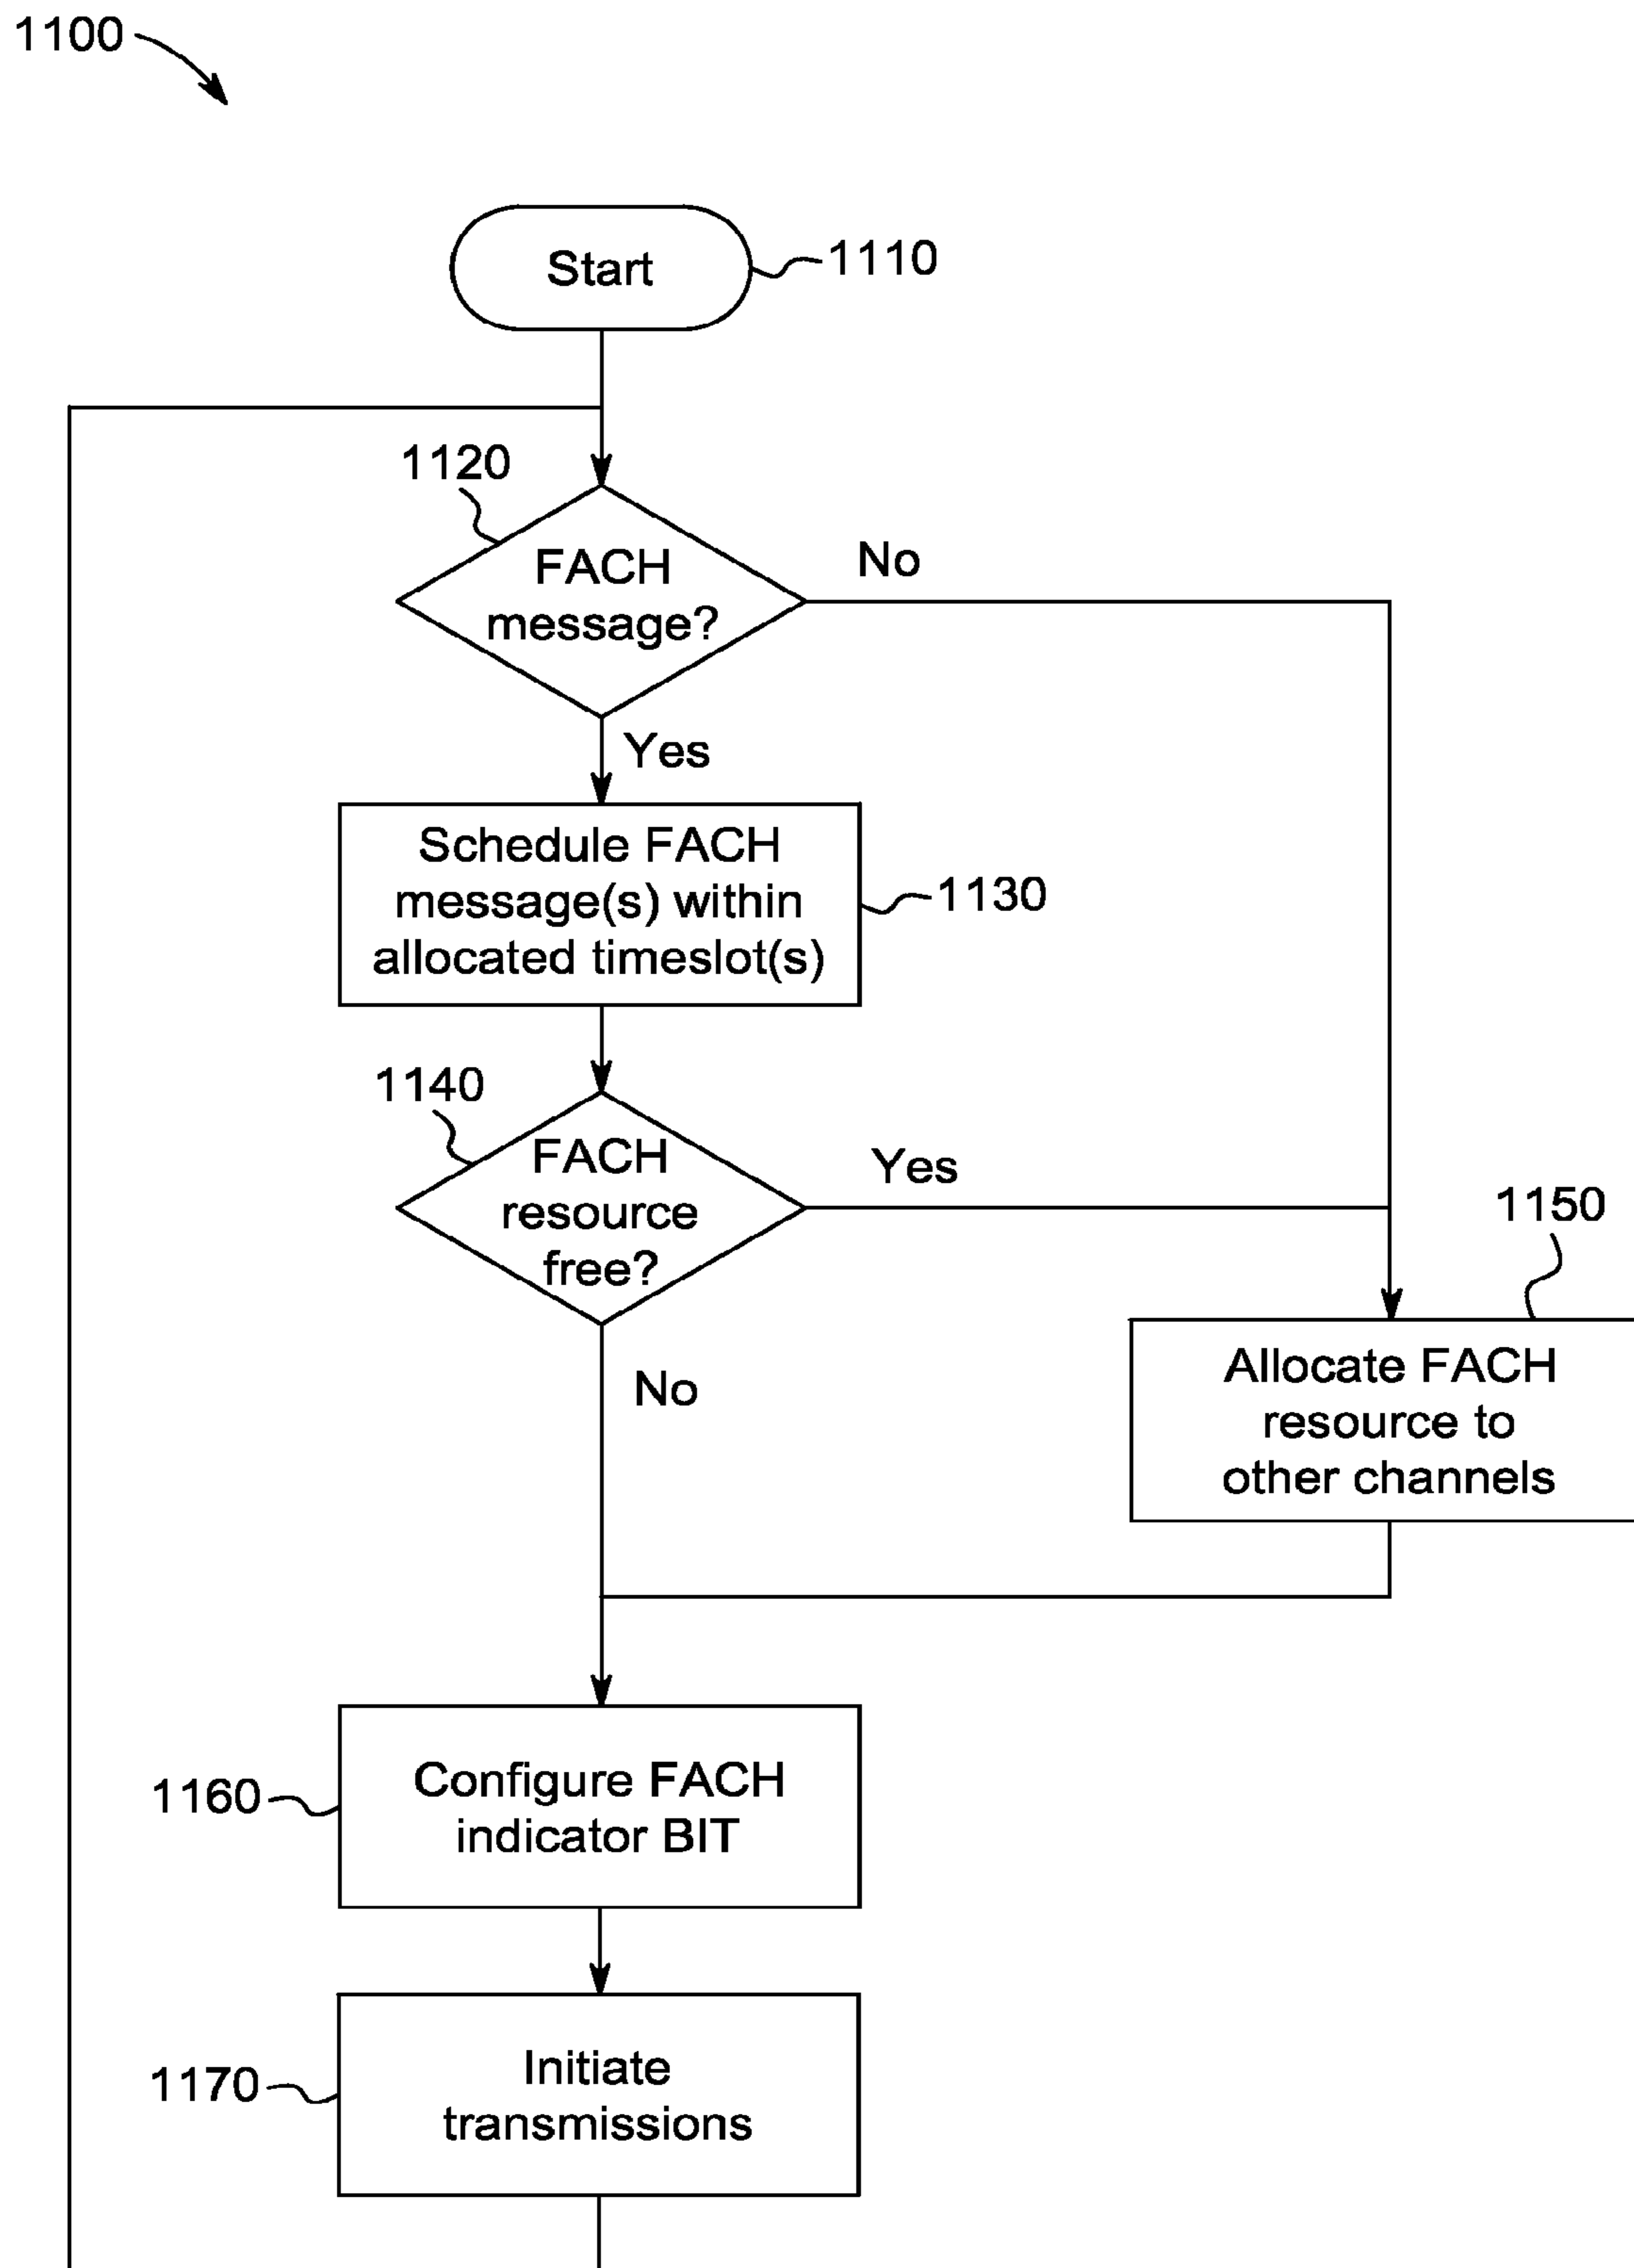 1100
Start
1110
1120
FACH
message?
No
Yes
Schedule FACH
message(s) within
allocated timeslot(s)
1130
1140
FACH
resource
free?
Yes
No
1150
Allocate FACH
resource to
other channels
1160
Configure FACH
indicator BIT
1170
Initiate
transmissions